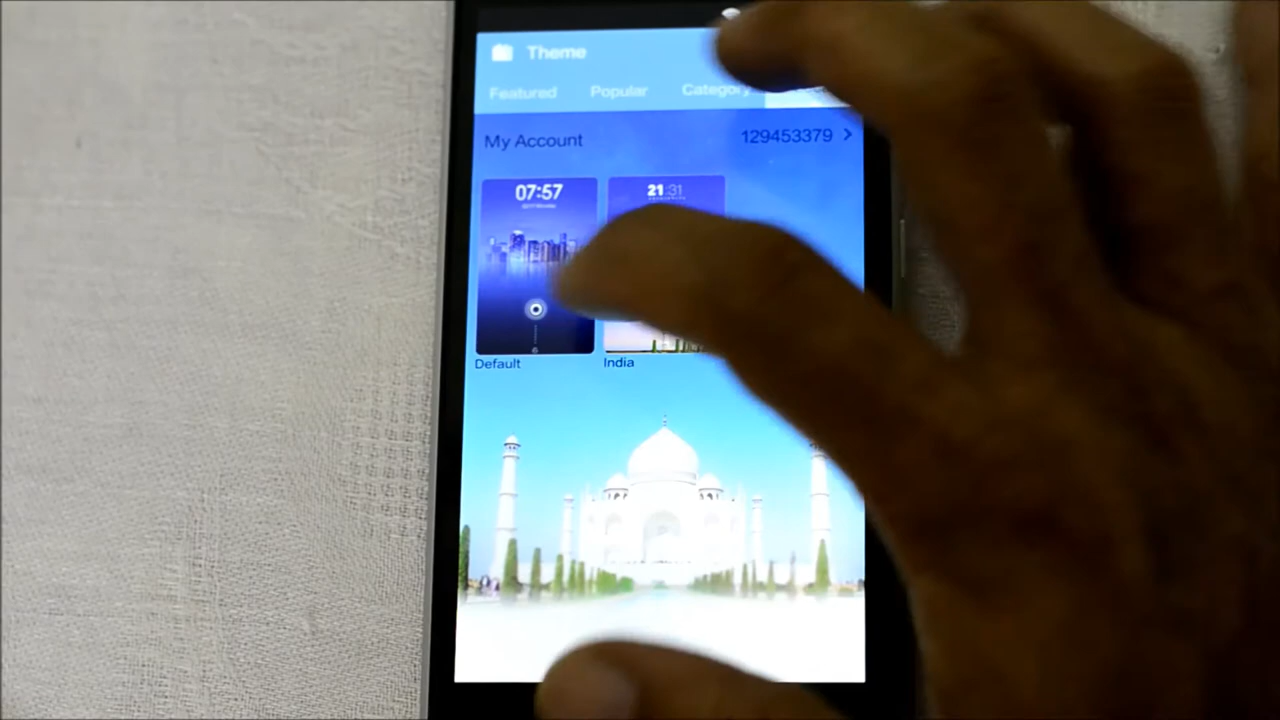 Theme
Featured Popular Category
My Account 129453379 >
07:57
21:31
Default India